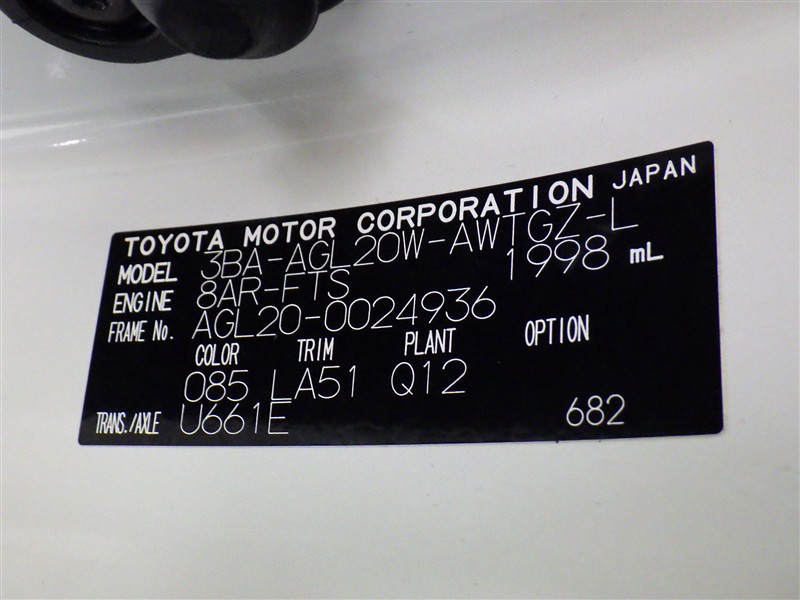 TOYOTA MOTOR CORPORATION JAPAN
MODEL 3BA-AGL20W-AWTGZ-L
ENGINE 8AR-FTS 1998 mL
FRAME No. AGL20-0024936
COLOR TRIM PLANT OPTION
085 LA51 Q12
TRANS./AXLE U661E 682